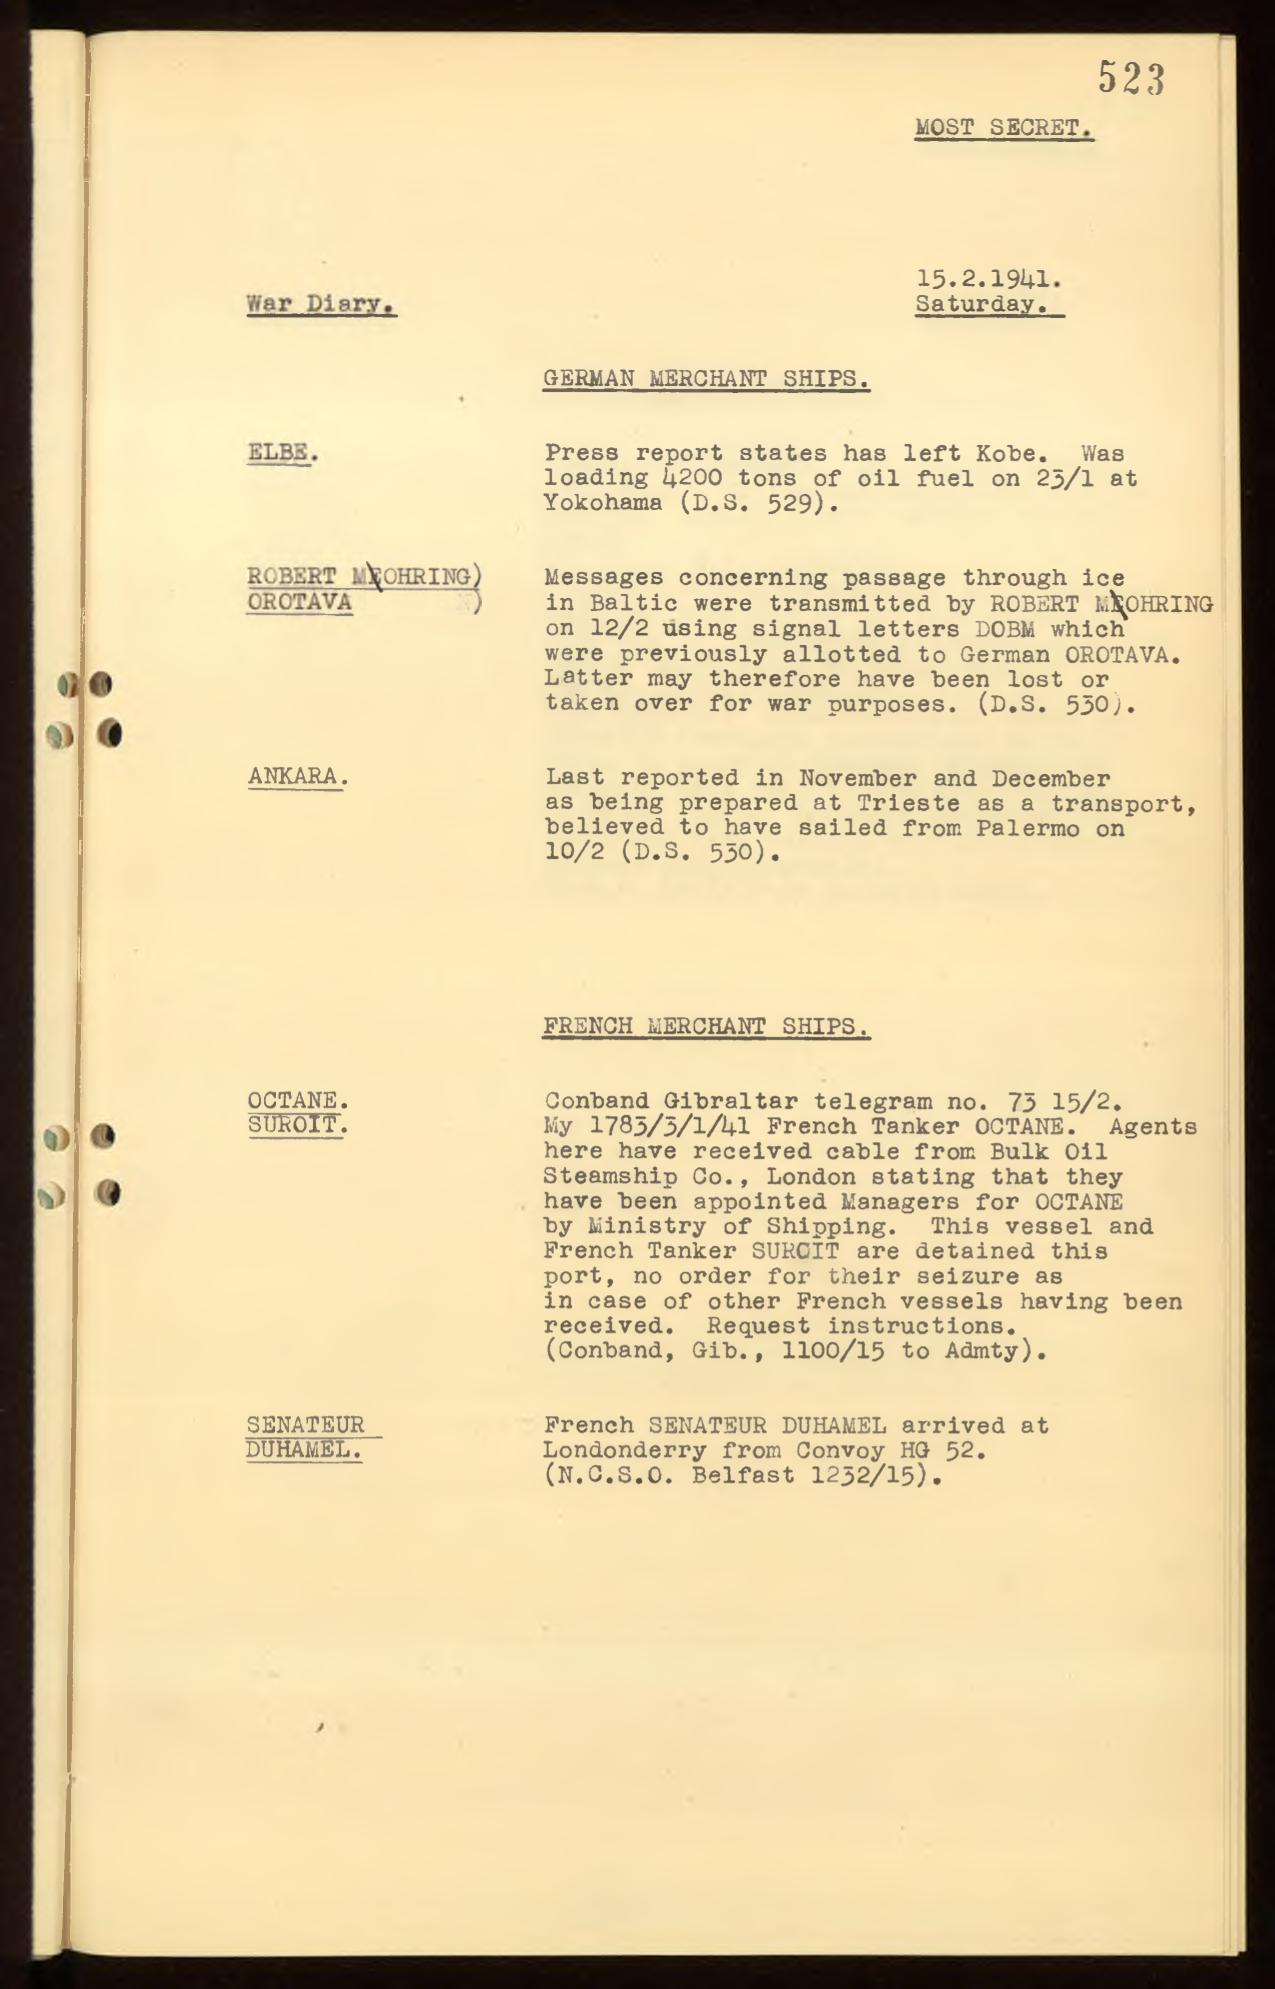 523
MOST SECRET.
15.2.1941.
War Diary. Saturday.
GERMAN MERCHANT SHIPS.
ELBE. Press report states has left Kobe. Was
loading 4200 tons of oil fuel on 23/1 at
Yokohama (D.S. 529).
ROBERT MEOHRING) Messages concerning passage through ice
OROTAVA ) in Baltic were transmitted by ROBERT MEOHRING
on 12/2 using signal letters DOBM which
were previously allotted to German OROTAVA.
Latter may therefore have been lost or
taken over for war purposes. (D.S. 530).
ANKARA. Last reported in November and December
as being prepared at Trieste as a transport,
believed to have sailed from Palermo on
10/2 (D.S. 530).
FRENCH MERCHANT SHIPS.
OCTANE. Conband Gibraltar telegram no. 73 15/2.
SUROIT. My 1783/3/1/41 French Tanker OCTANE. Agents
here have received cable from Bulk Oil
Steamship Co., London stating that they
have been appointed Managers for OCTANE
by Ministry of Shipping. This vessel and
French Tanker SUROIT are detained this
port, no order for their seizure as
in case of other French vessels having been
received. Request instructions.
(Conband, Gib., 1100/15 to Admty).
SENATEUR French SENATEUR DUHAMEL arrived at
DUHAMEL. Londonderry from Convoy HG 52.
(N.C.S.O. Belfast 1232/15).